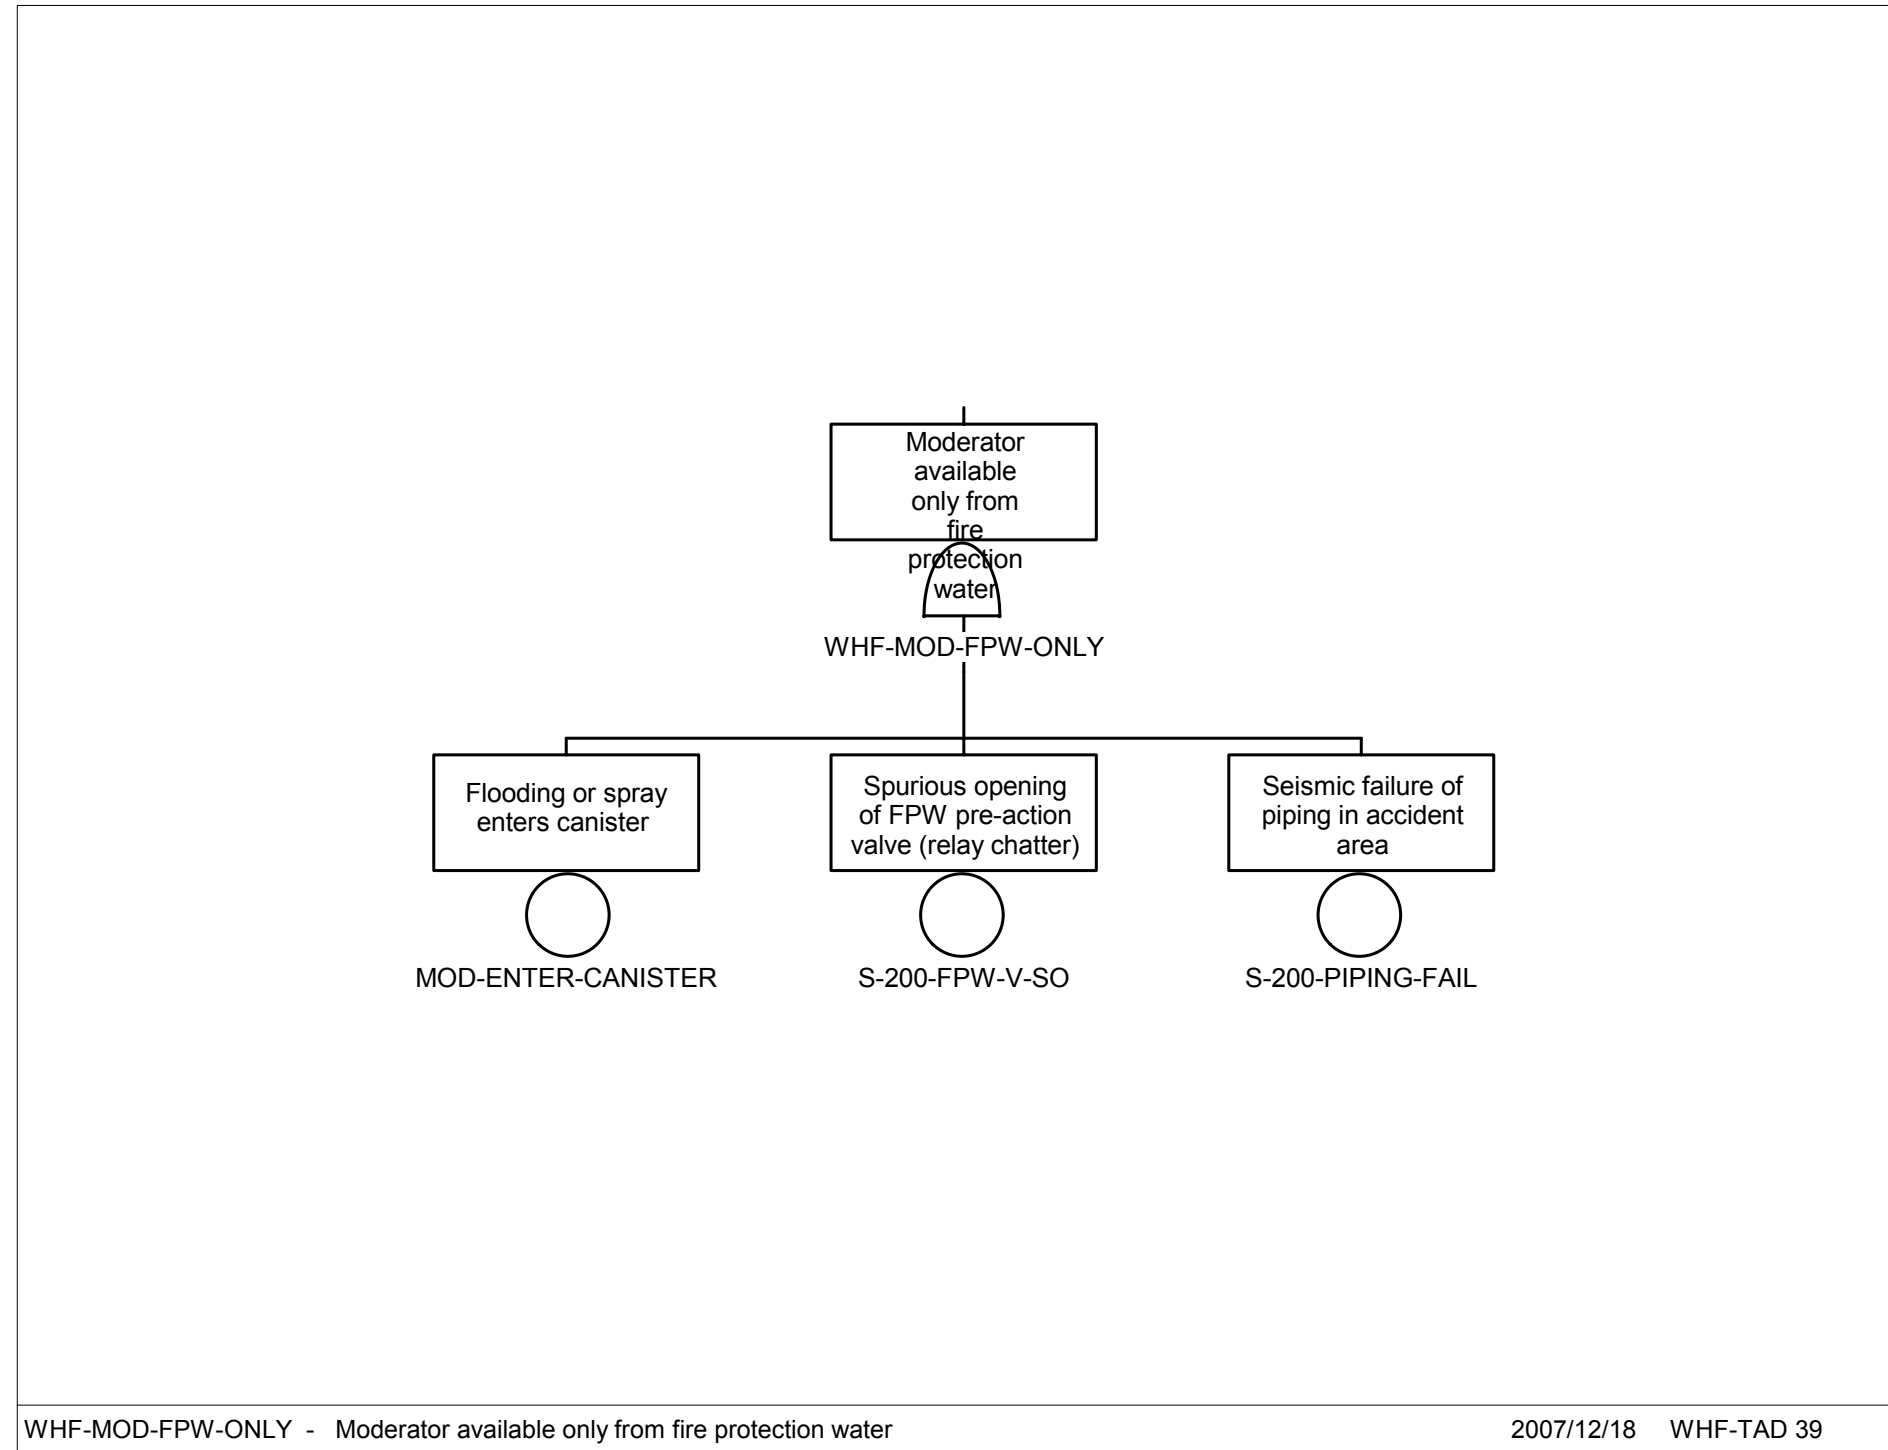 Moderator
available
only from
fire
protection
water
WHF-MOD-FPW-ONLY
Flooding or spray
enters canister
MOD-ENTER-CANISTER
Spurious opening
of FPW pre-action
valve (relay chatter)
S-200-FPW-V-SO
Seismic failure of
piping in accident
area
S-200-PIPING-FAIL
WHF-MOD-FPW-ONLY - Moderator available only from fire protection water 2007/12/18 WHF-TAD 39